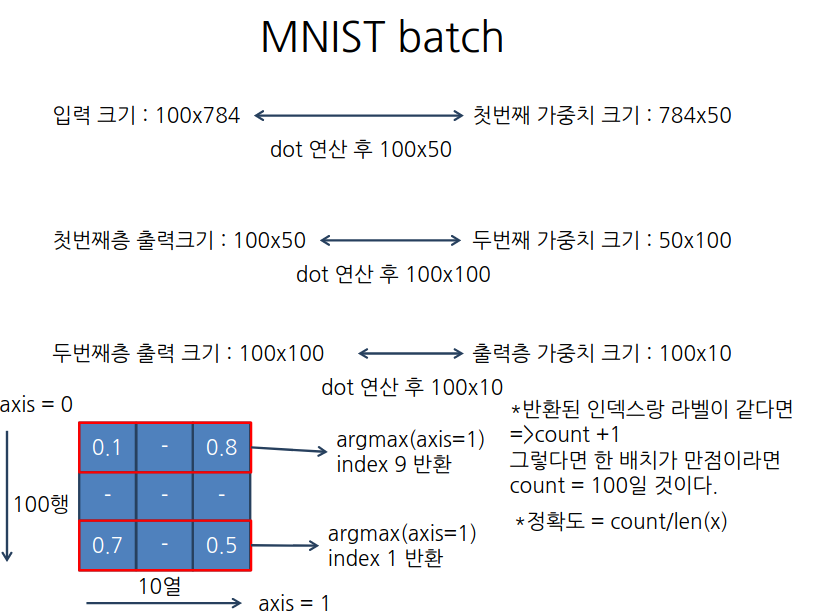 MNIST batch
입력 크기 : 100x784
첫번째 가중치 크기 : 784x50
dot 연산 후 100x50
첫번째층 출력크기 : 100x50
두번째 가중치 크기 : 50x100
dot 연산 후 100x100
두번째층 출력 크기 : 100x100
출력층 가중치 크기 : 100x10
dot 연산 후 100x10
axis = 0
100행
0.1 - 0.8
- - -
0.7 - 0.5
10열
axis = 1
argmax(axis=1)
index 9 반환
argmax(axis=1)
index 1 반환
*반환된 인덱스랑 라벨이 같다면
=>count +1
그렇다면 한 배치가 만점이라면
count = 100일 것이다.
*정확도 = count/len(x)